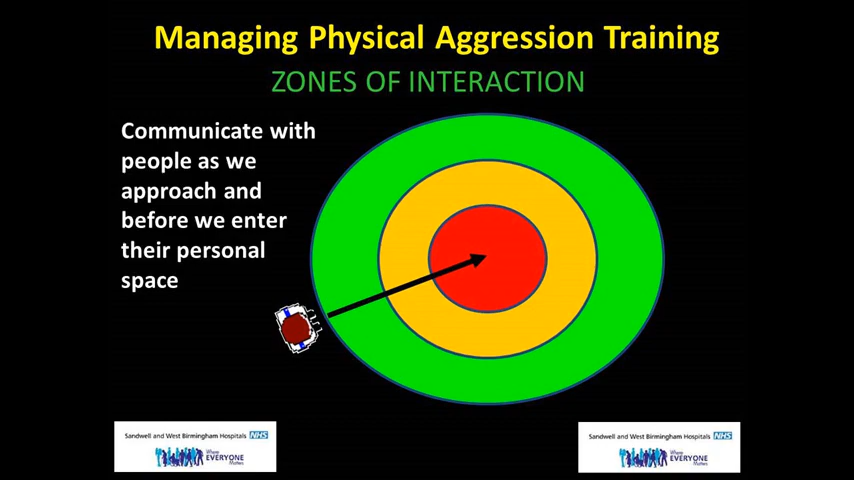 Managing Physical Aggression Training
ZONES OF INTERACTION
Communicate with
people as we
approach and
before we enter
their personal
space
Sandwell and West Birmingham Hospitals NHS
Where
EVERYONE
Matters
Sandwell and West Birmingham Hospitals NHS
Where
EVERYONE
Matters